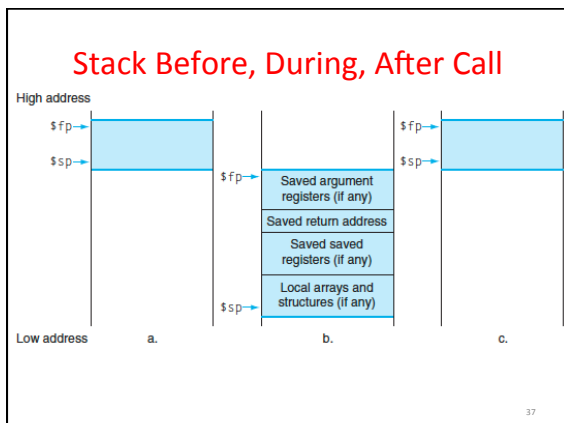 Stack Before, During, After Call
High address
$fp
$sp
$fp
Saved argument
registers (if any)
Saved return address
Saved saved
registers (if any)
Local arrays and
structures (if any)
$sp
$fp
$sp
Low address
a.
b.
c.
37